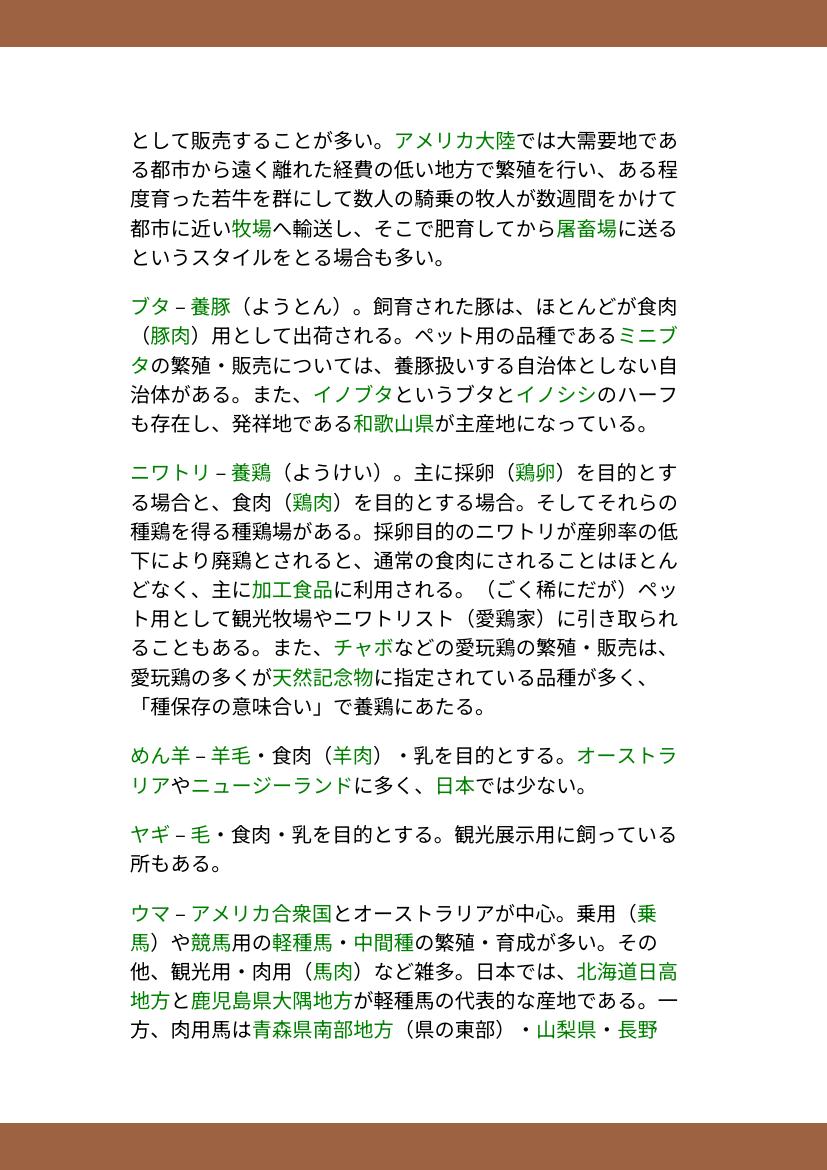 として販売することが多い。アメリカ大陸では大需要地であ
る都市から遠く離れた経費の低い地方で繁殖を行い、ある程
度育った若牛を群にして数人の騎乗の牧人が数週間をかけて
都市に近い牧場へ輸送し、そこで肥育してから屠畜場に送る
というスタイルをとる場合も多い。
ブタ – 養豚（ようとん）。飼育された豚は、ほとんどが食肉
（豚肉）用として出荷される。ペット用の品種であるミニブ
タの繁殖・販売については、養豚扱いする自治体としない自
治体がある。また、イノブタというブタとイノシシのハーフ
も存在し、発祥地である和歌山県が主産地になっている。
ニワトリ – 養鶏（ようけい）。主に採卵（鶏卵）を目的とす
る場合と、食肉（鶏肉）を目的とする場合。そしてそれらの
種鶏を得る種鶏場がある。採卵目的のニワトリが産卵率の低
下により廃鶏とされると、通常の食肉にされることはほとん
どなく、主に加工食品に利用される。（ごく稀にだが）ペッ
ト用として観光牧場やニワトリスト（愛鶏家）に引き取られ
ることもある。また、チャボなどの愛玩鶏の繁殖・販売は、
愛玩鶏の多くが天然記念物に指定されている品種が多く、
「種保存の意味合い」で養鶏にあたる。
めん羊 – 羊毛・食肉（羊肉）・乳を目的とする。オーストラ
リアやニュージーランドに多く、日本では少ない。
ヤギ – 毛・食肉・乳を目的とする。観光展示用に飼っている
所もある。
ウマ – アメリカ合衆国とオーストラリアが中心。乗用（乗
馬）や競馬用の軽種馬・中間種の繁殖・育成が多い。その
他、観光用・肉用（馬肉）など雑多。日本では、北海道日高
地方と鹿児島県大隅地方が軽種馬の代表的な産地である。一
方、肉用馬は青森県南部地方（県の東部）・山梨県・長野